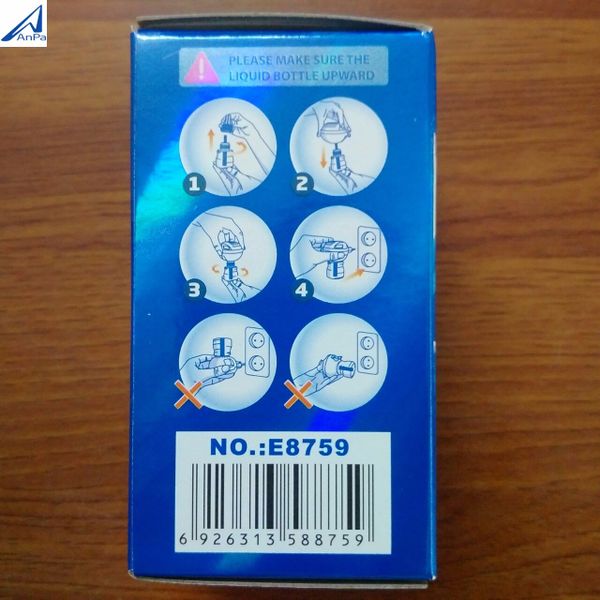 AnPa
PLEASE MAKE SURE THE
LIQUID BOTTLE UPWARD
1
2
3
4
NO.:E8759
6 926313 588759